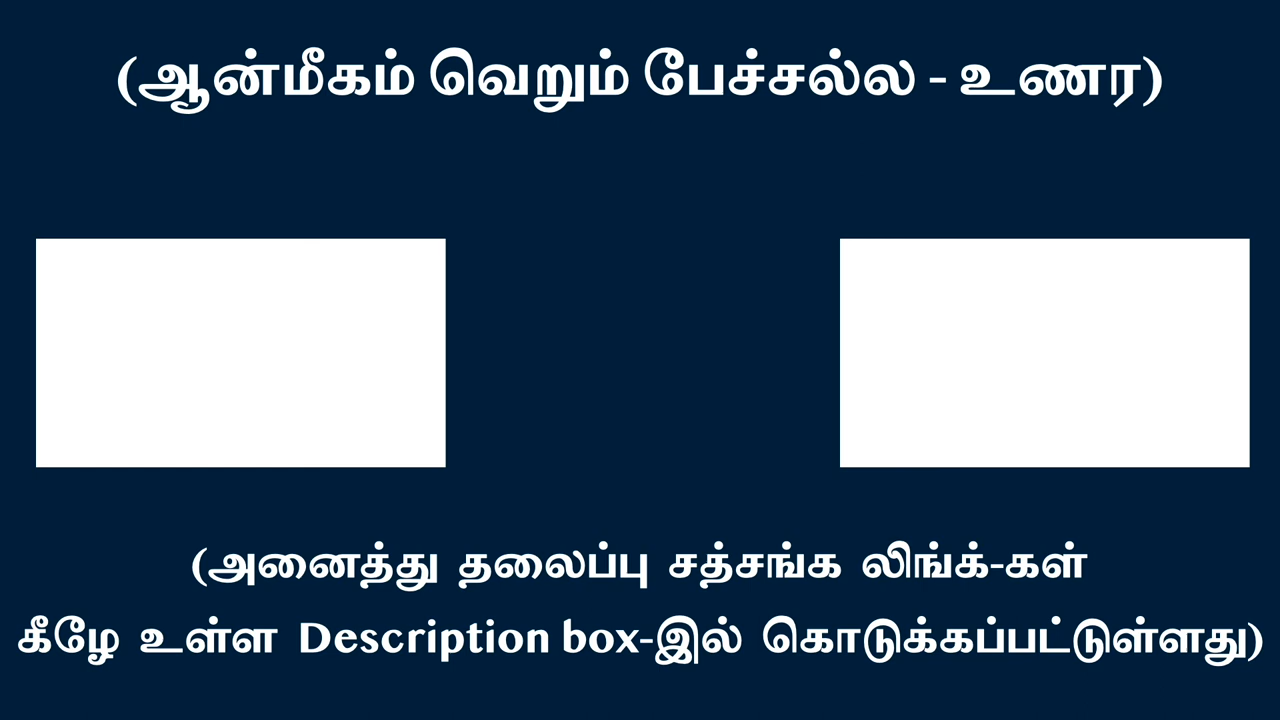 (ஆன்மீகம் வெறும் பேச்சல்ல - உணர)
(அனைத்து தலைப்பு சத்சங்க லிங்க்-கள்
கீழே உள்ள Description box-இல் கொடுக்கப்பட்டுள்ளது)